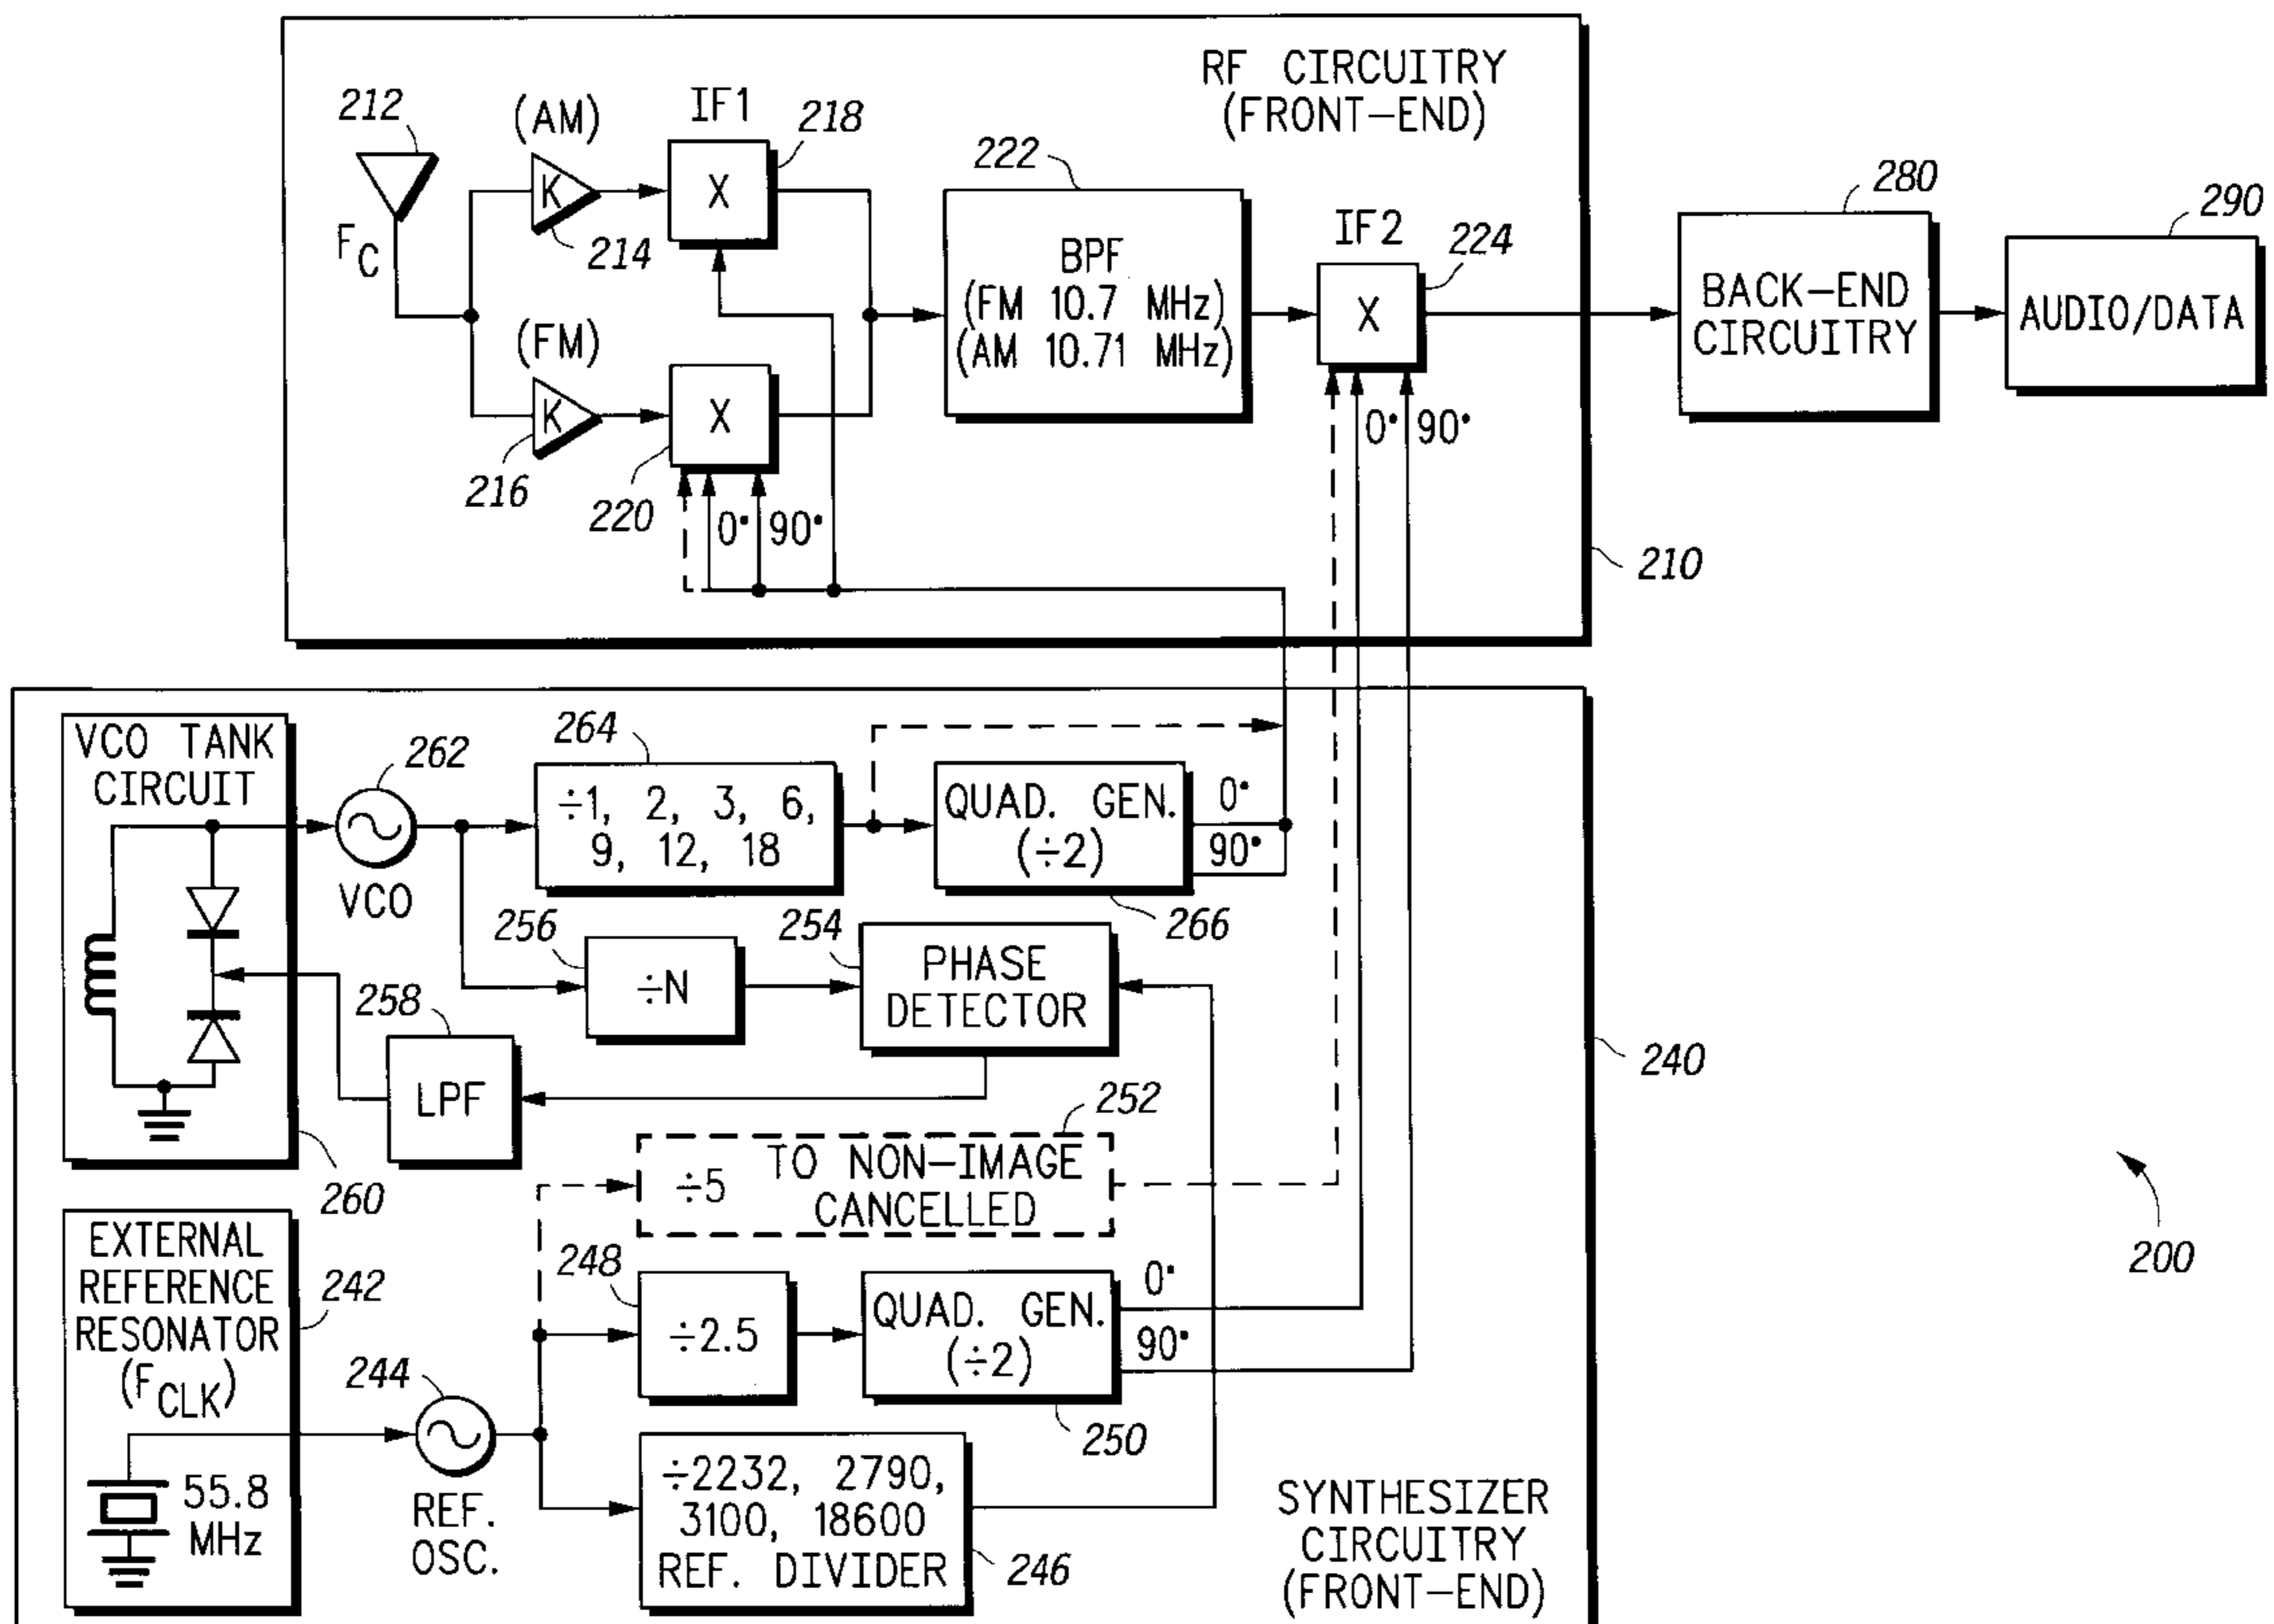 RF CIRCUITRY
(FRONT-END)
212
(AM)
IF1
218
K
X
214
F_C
222
BPF
(FM 10.7 MHz)
(AM 10.71 MHz)
IF2
224
X
280
BACK-END
CIRCUITRY
290
AUDIO/DATA
(FM)
K
X
216
220
0° 90°
0° 90°
210
VCO TANK
CIRCUIT
262
VCO
264
÷1, 2, 3, 6,
9, 12, 18
QUAD. GEN.
(÷2)
0°
90°
266
256
÷N
254
PHASE
DETECTOR
258
LPF
240
260
252
÷5
TO NON-IMAGE
CANCELLED
200
EXTERNAL
REFERENCE
RESONATOR
(F_CLK)
242
55.8
MHz
244
REF.
OSC.
248
÷2.5
QUAD. GEN.
(÷2)
0°
90°
250
÷2232, 2790,
3100, 18600
REF. DIVIDER
246
SYNTHESIZER
CIRCUITRY
(FRONT-END)